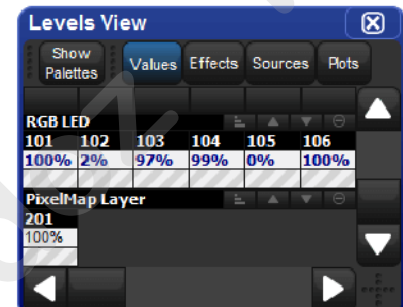 Levels View
Show Palettes Values Effects Sources Plots
RGB LED
101 102 103 104 105 106
100% 2% 97% 99% 0% 100%
PixelMap Layer
201
100%